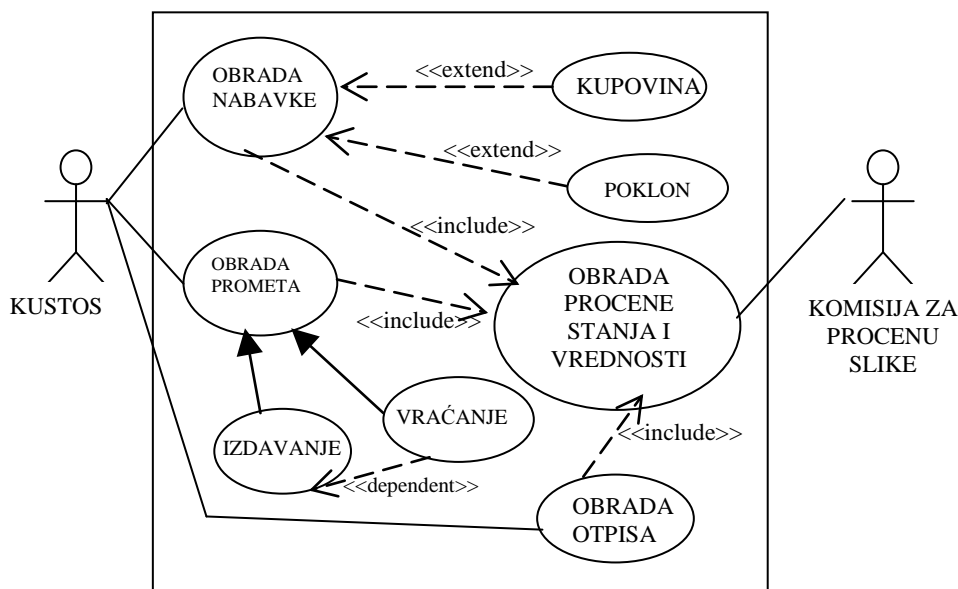 OBRADA
NABAVKE
<<extend>>
KUPOVINA
<<extend>>
POKLON
<<include>>
KUSTOS
OBRADA
PROMETA
<<include>>
OBRADA
PROCENE
STANJA I
VREDNOSTI
KOMISIJA ZA
PROCENU
SLIKE
IZDAVANJE
VRAĆANJE
<<dependent>>
<<include>>
OBRADA
OTPISA